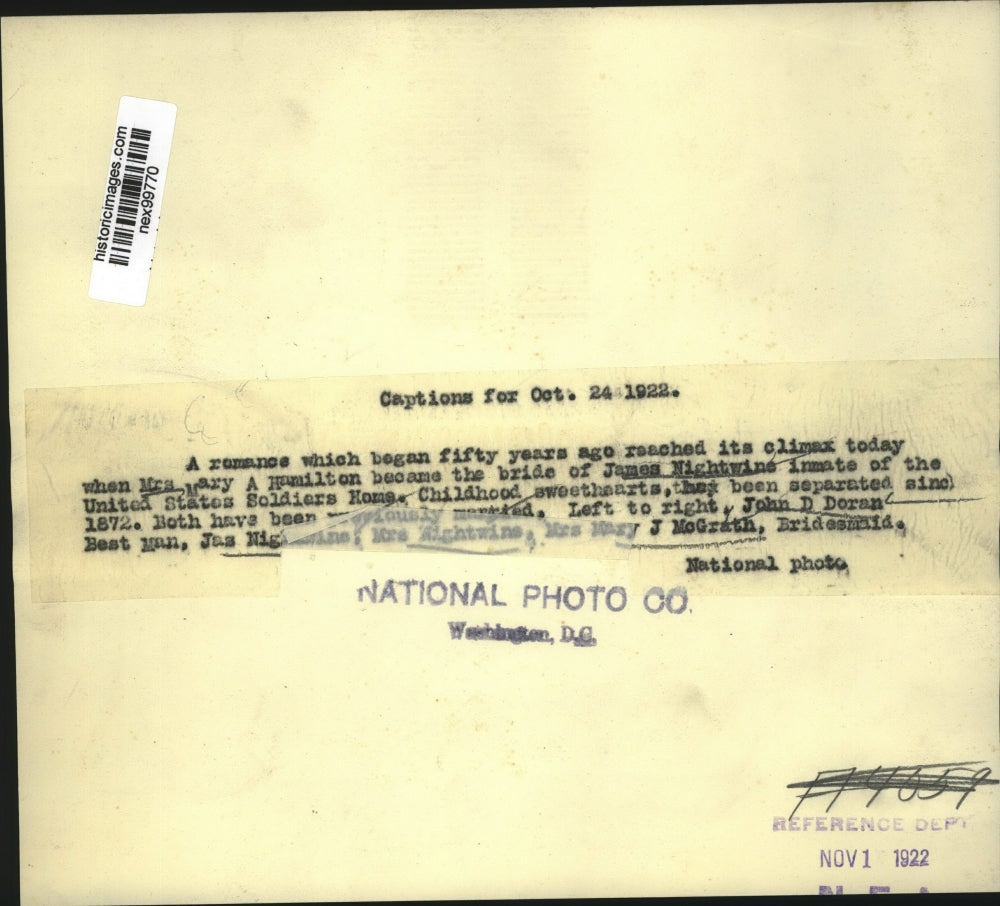 historicimages.com
nex99770
Captions for Oct. 24 1922.
A romance which began fifty years ago reached its climax today
when Mrs Mary A Hamilton became the bride of James Nightwine inmate of the
United States Soldiers Home. Childhood sweethearts, they been separated sinc
1872. Both have been married. Left to right, John D Doran
Best Man, Jas Nightwine, Mrs Nightwine, Mrs Mary J McGrath, Bridesmaid.
National photo
NATIONAL PHOTO CO.
Washington, D.C.
REFERENCE DEPT
NOV 1 1922